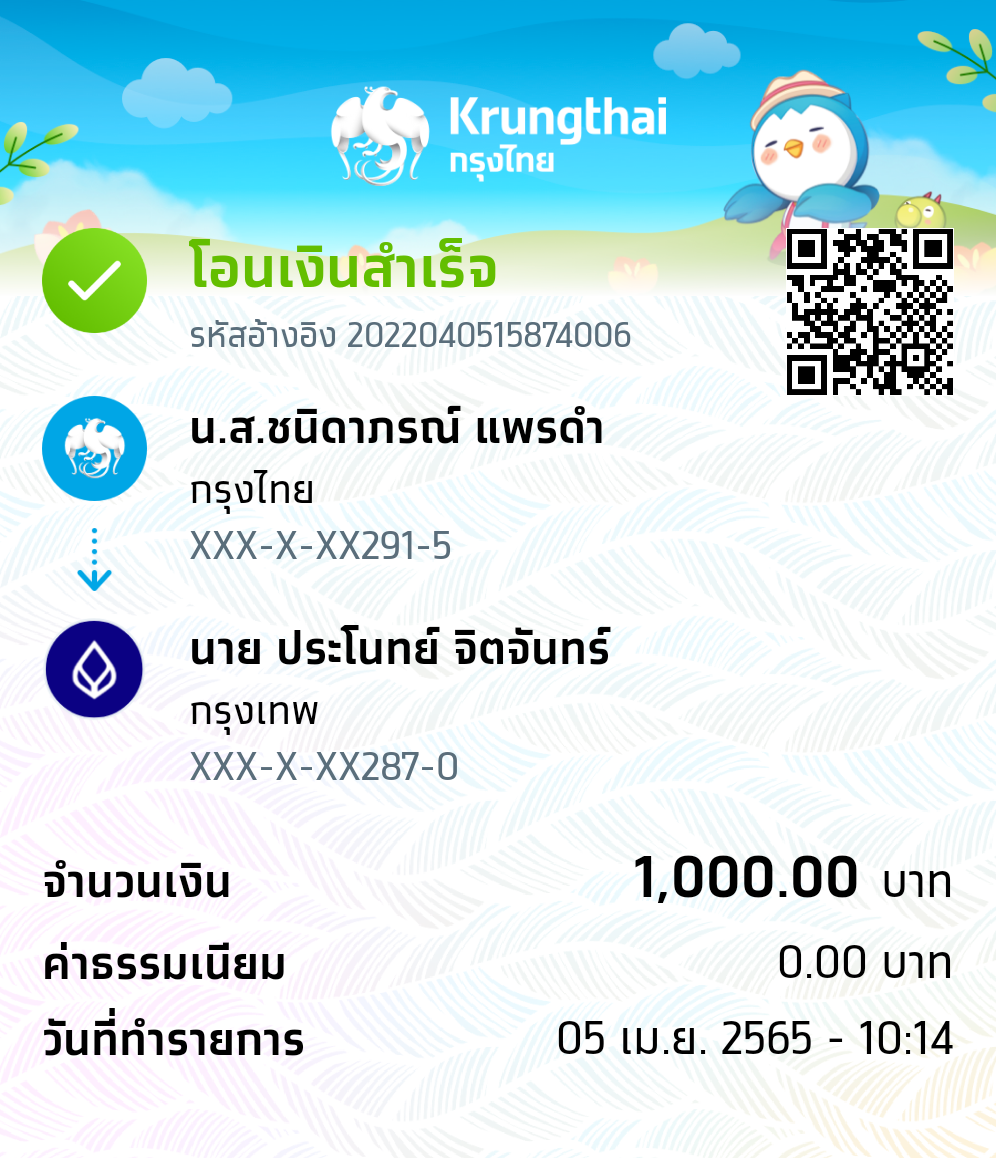 Krungthai
กรุงไทย
โอนเงินสำเร็จ
รหัสอ้างอิง 2022040515874006
น.ส.ชนิดาภรณ์ แพรดำ
กรุงไทย
XXX-X-XX291-5
นาย ประโนทย์ จิตจันทร์
กรุงเทพ
XXX-X-XX287-0
จำนวนเงิน 1,000.00 บาท
ค่าธรรมเนียม 0.00 บาท
วันที่ทำรายการ 05 เม.ย. 2565 - 10:14